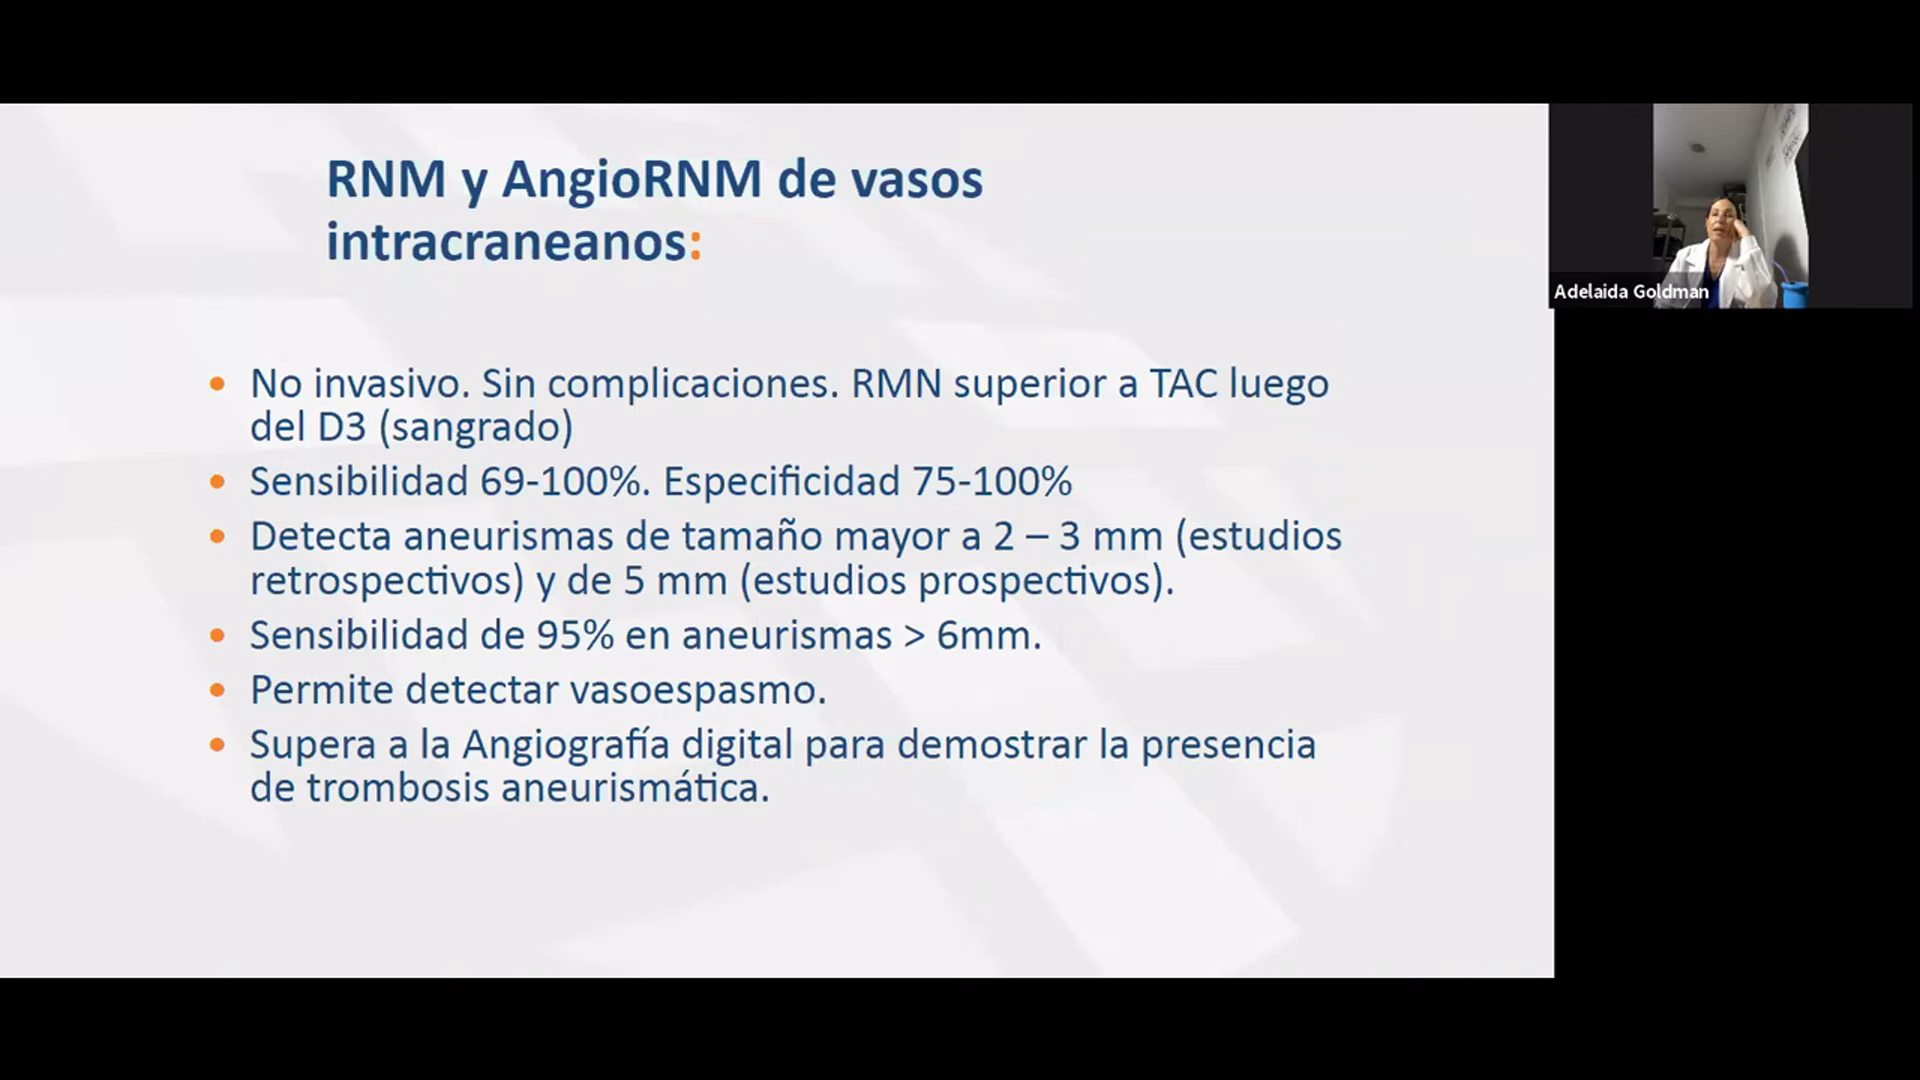 RNM y AngioRNM de vasos
intracraneanos:
Adelaida Goldman
No invasivo. Sin complicaciones. RMN superior a TAC luego
del D3 (sangrado)
Sensibilidad 69-100%. Especificidad 75-100%
Detecta aneurismas de tamaño mayor a 2 – 3 mm (estudios
retrospectivos) y de 5 mm (estudios prospectivos).
Sensibilidad de 95% en aneurismas > 6mm.
Permite detectar vasoespasmo.
Supera a la Angiografía digital para demostrar la presencia
de trombosis aneurismática.